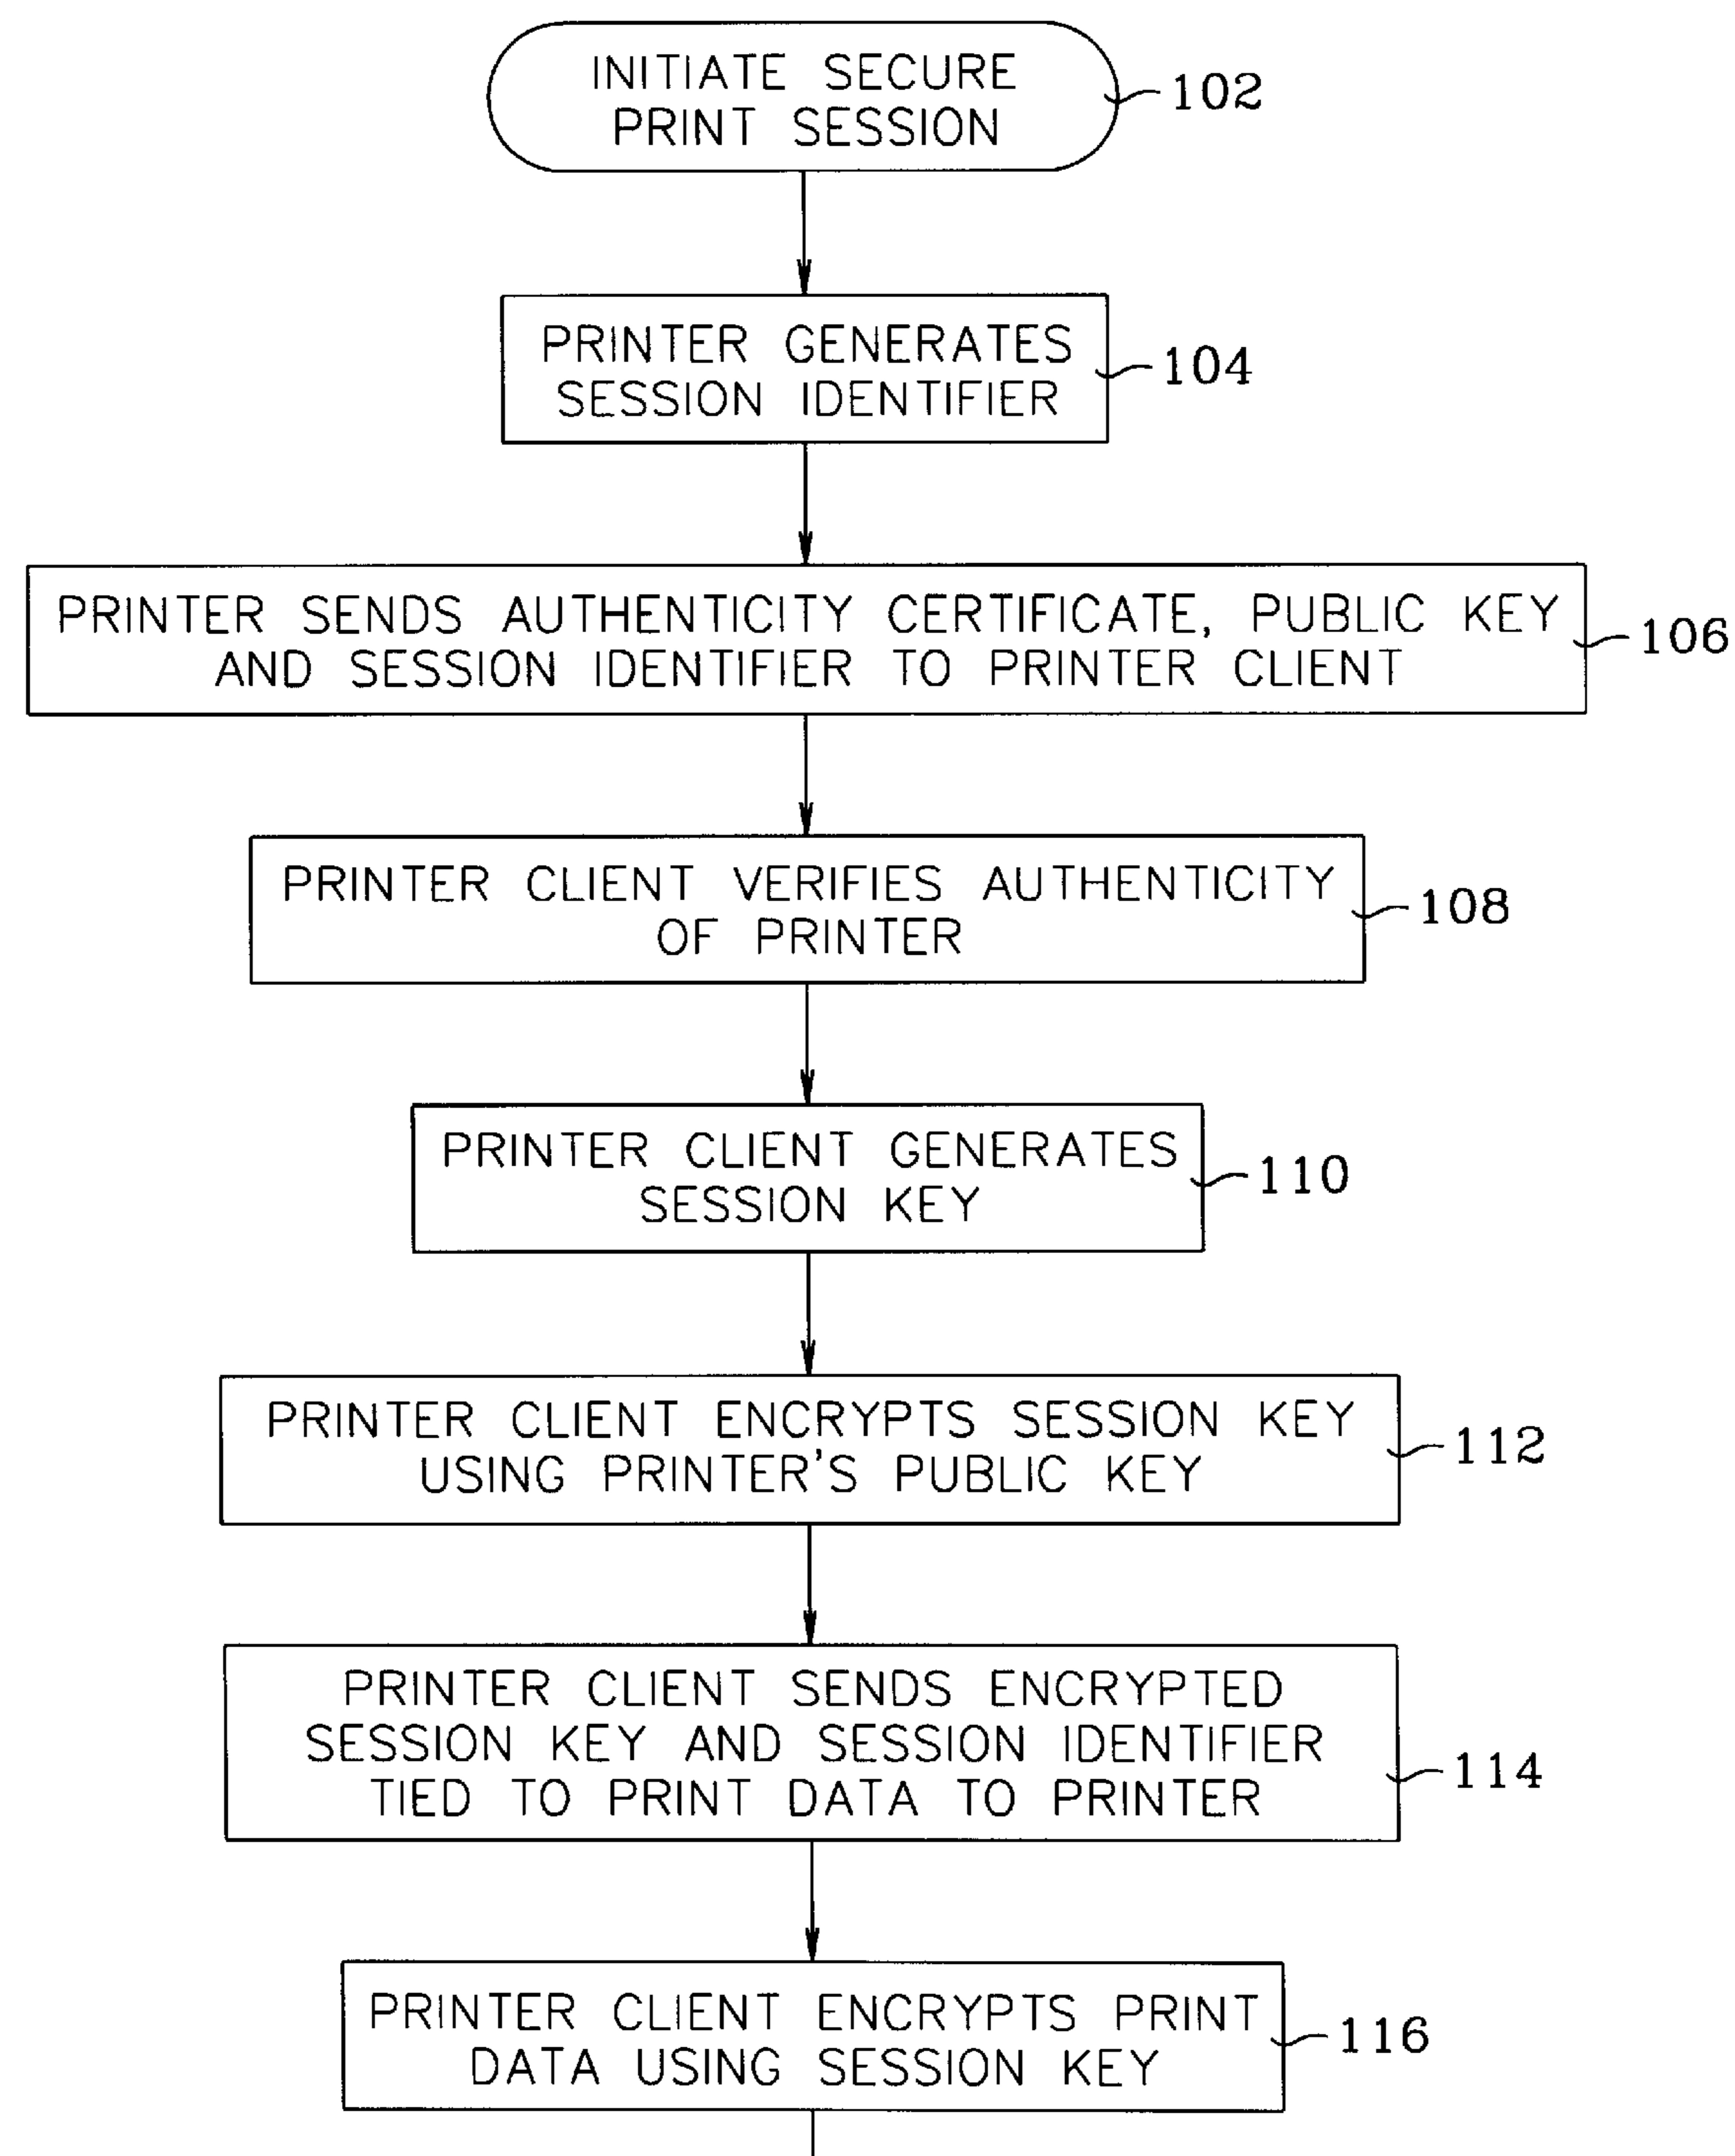 INITIATE SECURE
PRINT SESSION
102
PRINTER GENERATES
SESSION IDENTIFIER
104
PRINTER SENDS AUTHENTICITY CERTIFICATE, PUBLIC KEY
AND SESSION IDENTIFIER TO PRINTER CLIENT
106
PRINTER CLIENT VERIFIES AUTHENTICITY
OF PRINTER
108
PRINTER CLIENT GENERATES
SESSION KEY
110
PRINTER CLIENT ENCRYPTS SESSION KEY
USING PRINTER'S PUBLIC KEY
112
PRINTER CLIENT SENDS ENCRYPTED
SESSION KEY AND SESSION IDENTIFIER
TIED TO PRINT DATA TO PRINTER
114
PRINTER CLIENT ENCRYPTS PRINT
DATA USING SESSION KEY
116